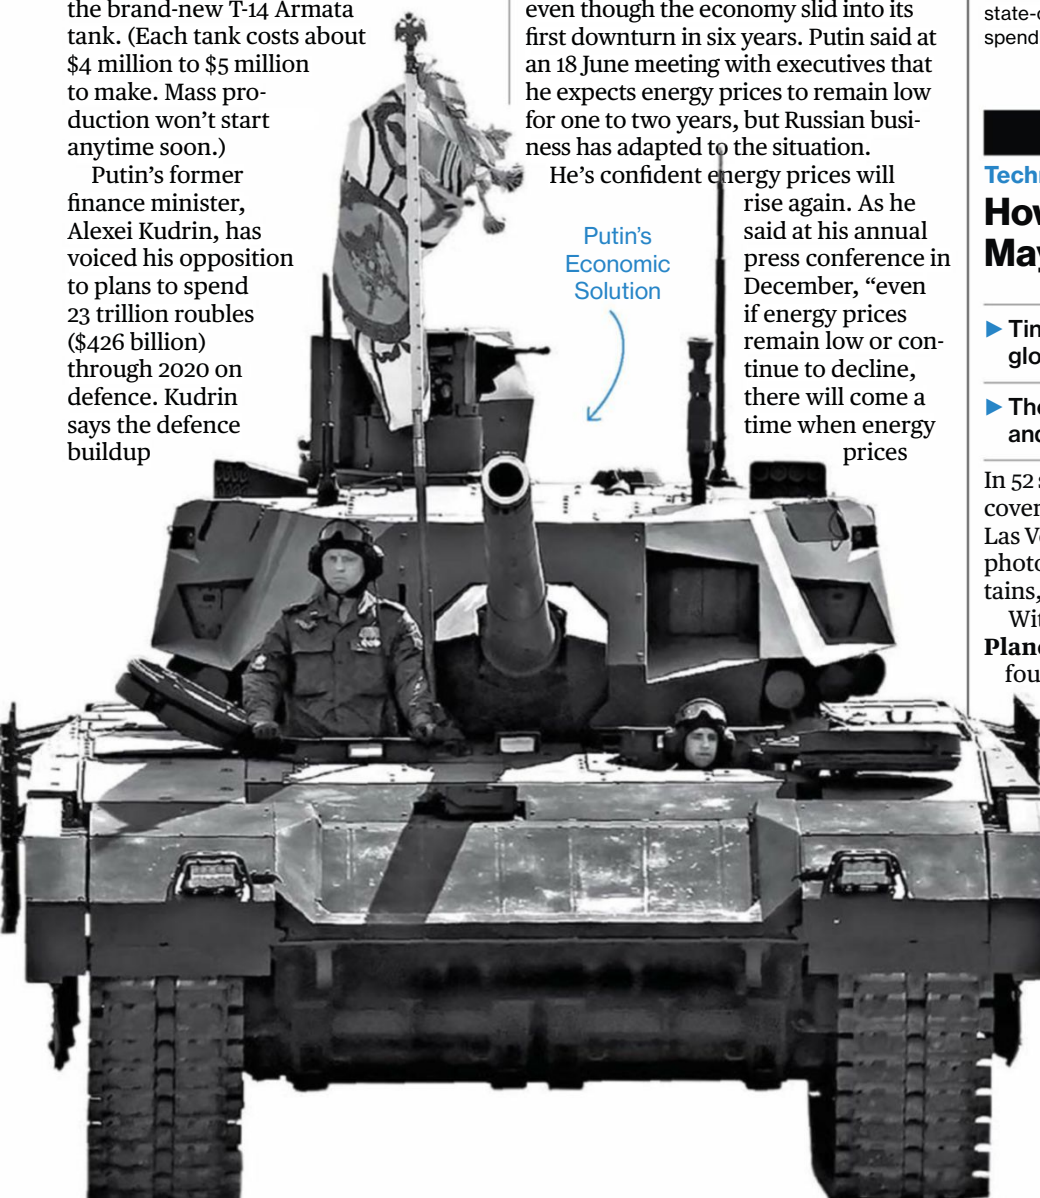 the brand-new T-14 Armata
tank. (Each tank costs about
$4 million to $5 million
to make. Mass pro-
duction won’t start
anytime soon.)
Putin’s former
finance minister,
Alexei Kudrin, has
voiced his opposition
to plans to spend
23 trillion roubles
($426 billion)
through 2020 on
defence. Kudrin
says the defence
buildup
even though the economy slid into its
first downturn in six years. Putin said at
an 18 June meeting with executives that
he expects energy prices to remain low
for one to two years, but Russian busi-
ness has adapted to the situation.
He’s confident energy prices will
rise again. As he
said at his annual
press conference in
December, “even
if energy prices
remain low or con-
tinue to decline,
there will come a
time when energy
prices
Putin’s
Economic
Solution
spend
In 52